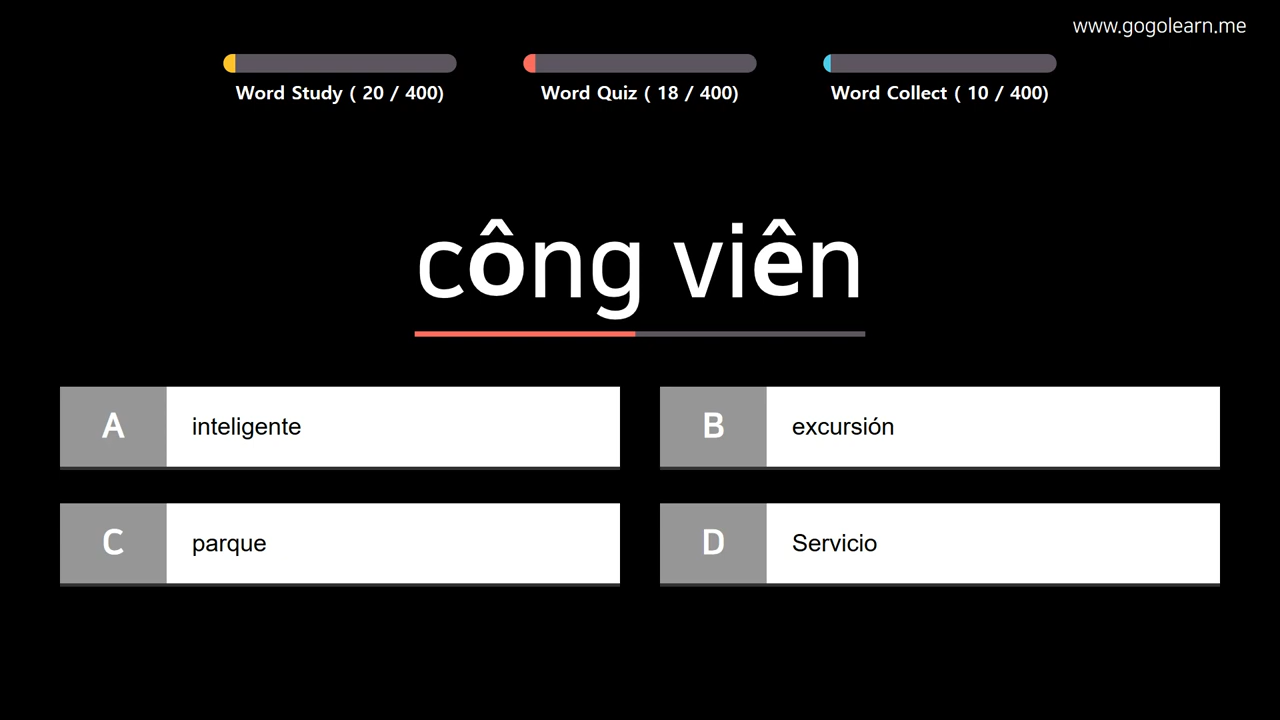 www.gogolearn.me
Word Study ( 20 / 400)
Word Quiz ( 18 / 400)
Word Collect ( 10 / 400)
công viên
A inteligente
B excursión
C parque
D Servicio